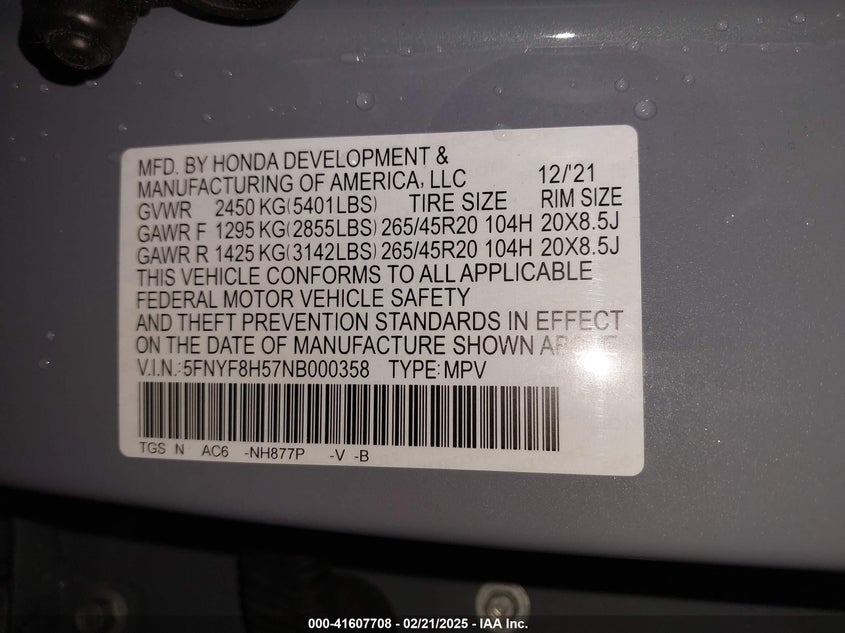 MFD. BY HONDA DEVELOPMENT &
MANUFACTURING OF AMERICA, LLC 12/'21
GVWR 2450 KG(5401LBS) TIRE SIZE RIM SIZE
GAWR F 1295 KG(2855LBS) 265/45R20 104H 20X8.5J
GAWR R 1425 KG(3142LBS) 265/45R20 104H 20X8.5J
THIS VEHICLE CONFORMS TO ALL APPLICABLE
FEDERAL MOTOR VEHICLE SAFETY
AND THEFT PREVENTION STANDARDS IN EFFECT
ON THE DATE OF MANUFACTURE SHOWN ABOVE
V.I.N.:5FNYF8H57NB000358 TYPE:MPV
TGS N AC6 -NH877P -V -B
000-41607708 - 02/21/2025 - IAA Inc.